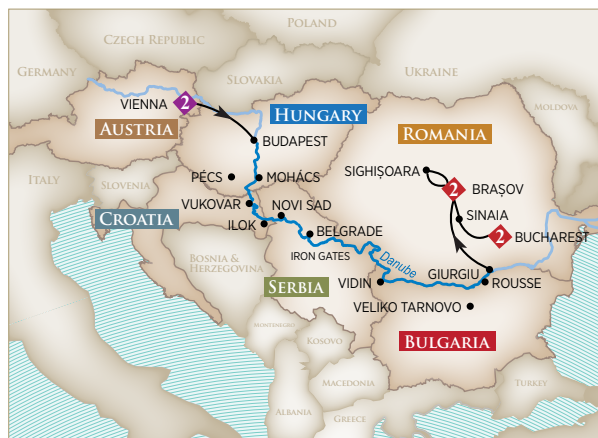 POLAND
CZECH REPUBLIC
GERMANY
SLOVAKIA
UKRAINE
VIENNA
2
HUNGARY
MOLDOVA
AUSTRIA
ROMANIA
BUDAPEST
ITALY
SLOVENIA
PÉCS
MOHÁCS
SIGHIȘOARA
2
BRAȘOV
VUKOVAR
NOVI SAD
CROATIA
SINAIA
ILOK
BELGRADE
2
BUCHAREST
BOSNIA &
HERZEGOVINA
IRON GATES
Danube
GIURGIU
SERBIA
VIDIN
ROUSSE
VELIKO TARNOVO
MONTENEGRO
KOSOVO
BULGARIA
MACEDONIA
TURKEY
ALBANIA
GREECE